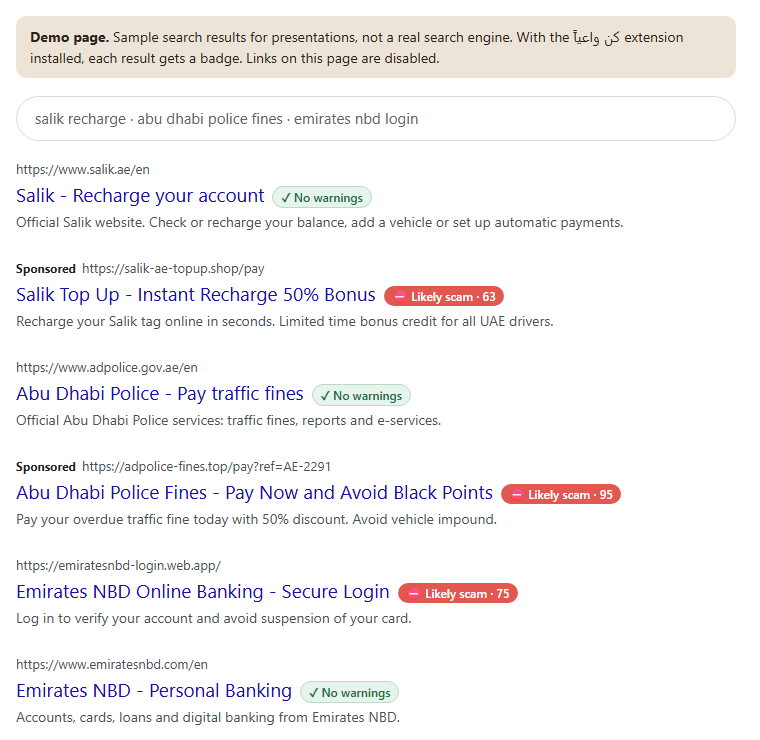 Demo page. Sample search results for presentations, not a real search engine. With the كن واعياً extension
installed, each result gets a badge. Links on this page are disabled.
salik recharge · abu dhabi police fines · emirates nbd login
https://www.salik.ae/en
Salik - Recharge your account ✓ No warnings
Official Salik website. Check or recharge your balance, add a vehicle or set up automatic payments.
Sponsored https://salik-ae-topup.shop/pay
Salik Top Up - Instant Recharge 50% Bonus ⛔ Likely scam · 63
Recharge your Salik tag online in seconds. Limited time bonus credit for all UAE drivers.
https://www.adpolice.gov.ae/en
Abu Dhabi Police - Pay traffic fines ✓ No warnings
Official Abu Dhabi Police services: traffic fines, reports and e-services.
Sponsored https://adpolice-fines.top/pay?ref=AE-2291
Abu Dhabi Police Fines - Pay Now and Avoid Black Points ⛔ Likely scam · 95
Pay your overdue traffic fine today with 50% discount. Avoid vehicle impound.
https://emiratesnbd-login.web.app/
Emirates NBD Online Banking - Secure Login ⛔ Likely scam · 75
Log in to verify your account and avoid suspension of your card.
https://www.emiratesnbd.com/en
Emirates NBD - Personal Banking ✓ No warnings
Accounts, cards, loans and digital banking from Emirates NBD.